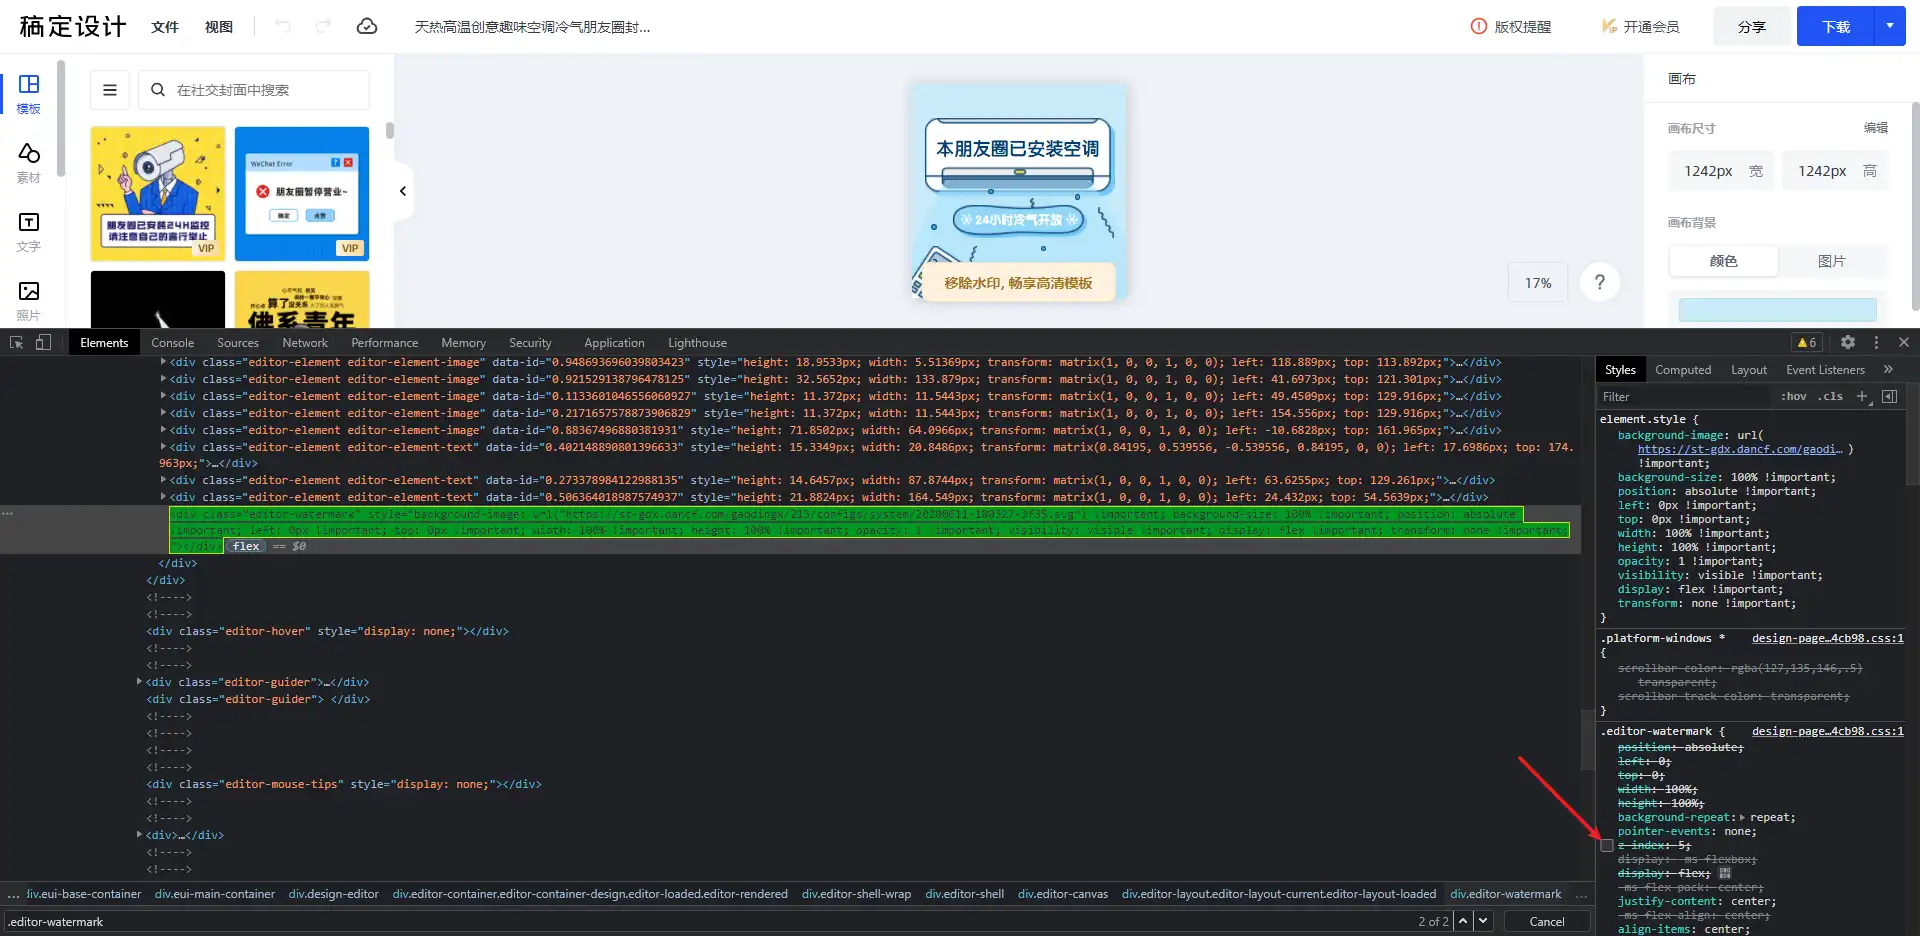 稿定设计 文件 视图 天热高温创意趣味空调冷气朋友圈封... 版权提醒 开通会员 分享 下载
模板
素材
文字
照片
在社交封面中搜索
朋友圈已安装24H监控
请注意自己的言行举止
VIP
WeChat Error
朋友圈暂停营业~
确定 点赞
VIP
算了
佛系青年
本朋友圈已安装空调
24小时冷气开放
移除水印, 畅享高清模板
17% ?
画布
画布尺寸 编辑
1242px 宽 1242px 高
画布背景
颜色 图片
Elements Console Sources Network Performance Memory Security Application Lighthouse 6
<div class="editor-element editor-element-image" data-id="0.948693696039803423" style="height: 18.9533px; width: 5.51369px; transform: matrix(1, 0, 0, 1, 0, 0); left: 118.889px; top: 113.892px;">…</div>
<div class="editor-element editor-element-image" data-id="0.921529138796478125" style="height: 32.5652px; width: 133.879px; transform: matrix(1, 0, 0, 1, 0, 0); left: 41.6973px; top: 121.301px;">…</div>
<div class="editor-element editor-element-image" data-id="0.1133601046556060927" style="height: 11.372px; width: 11.5443px; transform: matrix(1, 0, 0, 1, 0, 0); left: 49.4509px; top: 129.916px;">…</div>
<div class="editor-element editor-element-image" data-id="0.2171657578873906829" style="height: 11.372px; width: 11.5443px; transform: matrix(1, 0, 0, 1, 0, 0); left: 154.556px; top: 129.916px;">…</div>
<div class="editor-element editor-element-image" data-id="0.88367496880381931" style="height: 71.8502px; width: 64.0966px; transform: matrix(1, 0, 0, 1, 0, 0); left: -10.6828px; top: 161.965px;">…</div>
<div class="editor-element editor-element-text" data-id="0.402148890801396633" style="height: 15.3349px; width: 20.8486px; transform: matrix(0.84195, 0.539556, -0.539556, 0.84195, 0, 0); left: 17.6986px; top: 174.
963px;">…</div>
<div class="editor-element editor-element-text" data-id="0.273378984122988135" style="height: 14.6457px; width: 87.8744px; transform: matrix(1, 0, 0, 1, 0, 0); left: 63.6255px; top: 129.261px;">…</div>
<div class="editor-element editor-element-text" data-id="0.506364018987574937" style="height: 21.8824px; width: 164.549px; transform: matrix(1, 0, 0, 1, 0, 0); left: 24.432px; top: 54.5639px;">…</div>
<div class="editor-watermark" style="background-image: url("https://st-gdx.dancf.com/gaodingx/213/configs/system/20200611-180327-3f35.svg") !important; background-size: 100% !important; position: absolute
!important; left: 0px !important; top: 0px !important; width: 100% !important; height: 100% !important; opacity: 1 !important; visibility: visible !important; display: flex !important; transform: none !important;
"></div> flex == $0
</div>
</div>
<!---->
<!---->
<div class="editor-hover" style="display: none;"></div>
<!---->
<!---->
<div class="editor-guider">…</div>
<div class="editor-guider"> </div>
<!---->
<!---->
<!---->
<!---->
<div class="editor-mouse-tips" style="display: none;"></div>
<!---->
<!---->
<div>…</div>
<!---->
<!---->
... liv.eui-base-container div.eui-main-container div.design-editor div.editor-container.editor-container-design.editor-loaded.editor-rendered div.editor-shell-wrap div.editor-shell div.editor-canvas div.editor-layout.editor-layout-current.editor-layout-loaded div.editor-watermark ...
.editor-watermark 2 of 2 Cancel
Styles Computed Layout Event Listeners »
Filter :hov .cls +
element.style {
background-image: url(
https://st-gdx.dancf.com/gaodi… )
!important;
background-size: 100% !important;
position: absolute !important;
left: 0px !important;
top: 0px !important;
width: 100% !important;
height: 100% !important;
opacity: 1 !important;
visibility: visible !important;
display: flex !important;
transform: none !important;
}
.platform-windows * design-page…4cb98.css:1
{
scrollbar-color: rgba(127,135,146,.5)
transparent;
scrollbar-track-color: transparent;
}
.editor-watermark { design-page…4cb98.css:1
position: absolute;
left: 0;
top: 0;
width: 100%;
height: 100%;
background-repeat: repeat;
pointer-events: none;
z-index: 5;
display: -ms-flexbox;
display: flex;
-ms-flex-pack: center;
justify-content: center;
-ms-flex-align: center;
align-items: center;